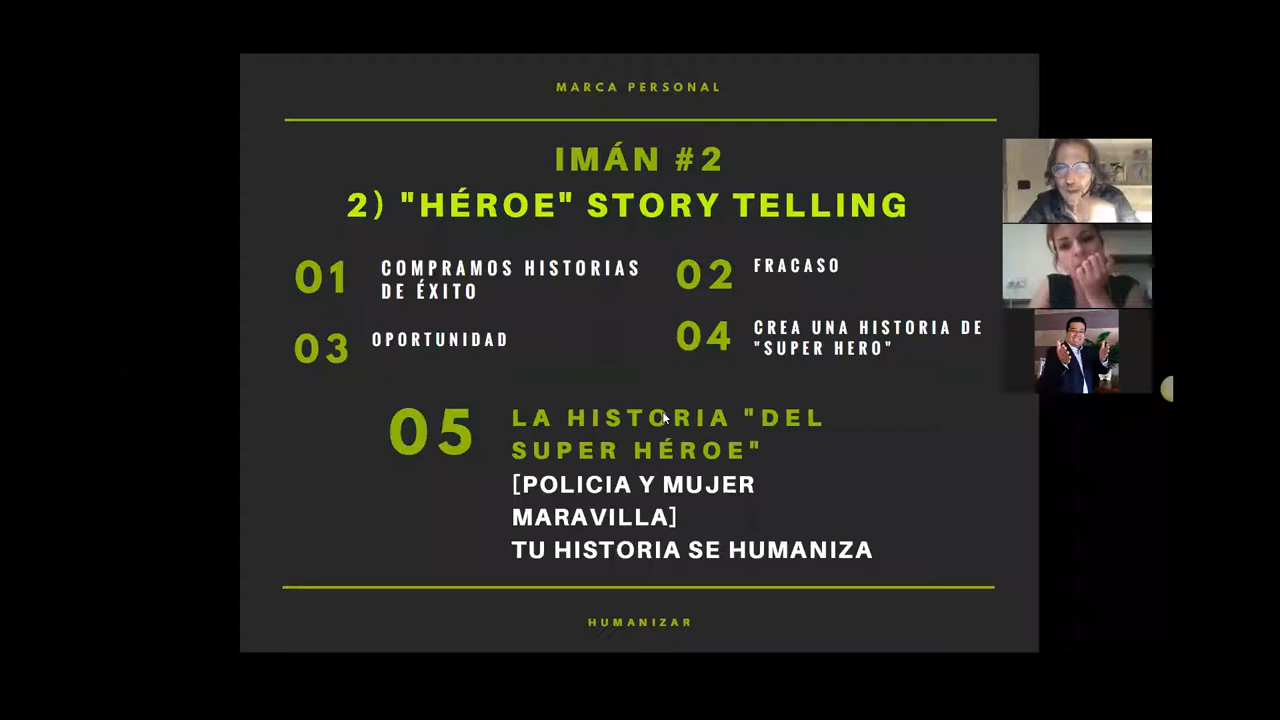 MARCA PERSONAL
IMÁN #2
2) "HÉROE" STORY TELLING
01
COMPRAMOS HISTORIAS
DE ÉXITO
02
FRACASO
03
OPORTUNIDAD
04
CREA UNA HISTORIA DE
"SUPER HERO"
05
LA HISTORIA "DEL
SUPER HÉROE"
[POLICIA Y MUJER
MARAVILLA]
TU HISTORIA SE HUMANIZA
HUMANIZAR